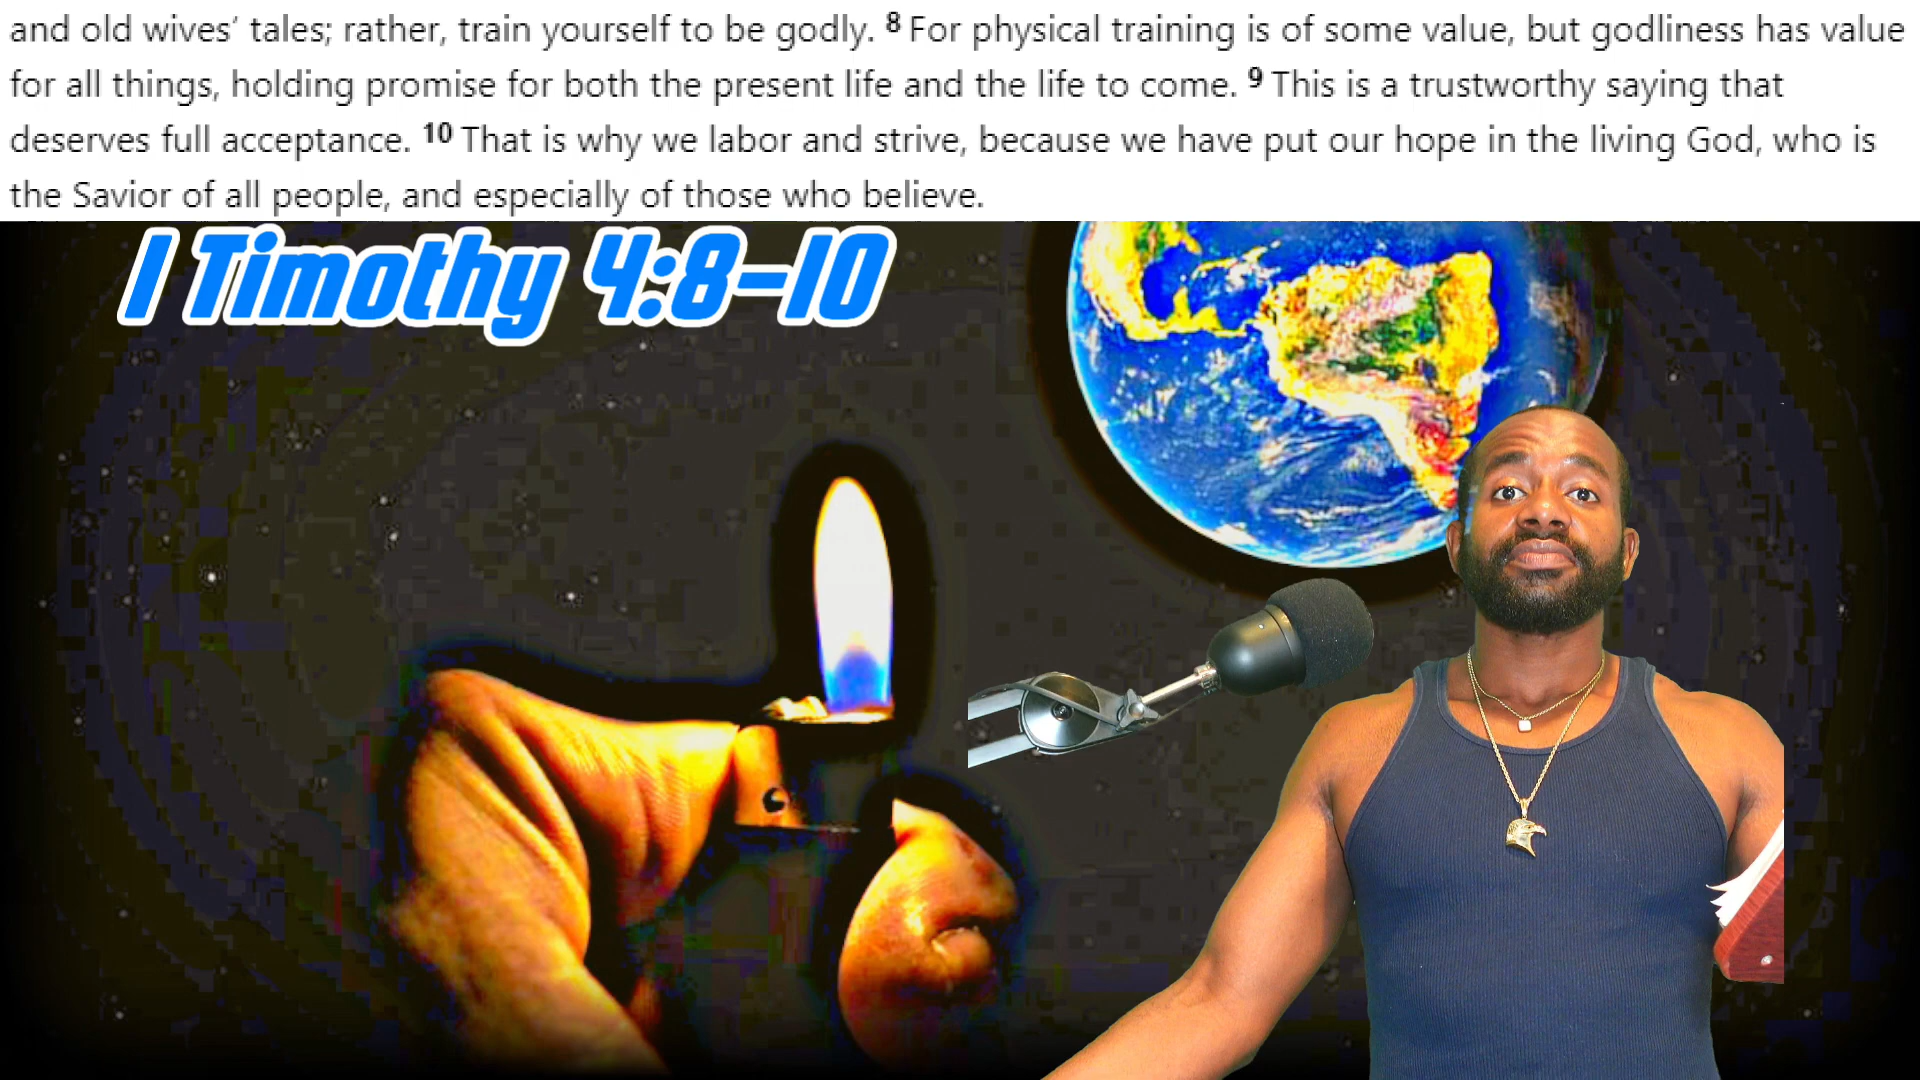 and old wives’ tales; rather, train yourself to be godly. 8 For physical training is of some value, but godliness has value
for all things, holding promise for both the present life and the life to come. 9 This is a trustworthy saying that
deserves full acceptance. 10 That is why we labor and strive, because we have put our hope in the living God, who is
the Savior of all people, and especially of those who believe.
1 Timothy 4:8-10